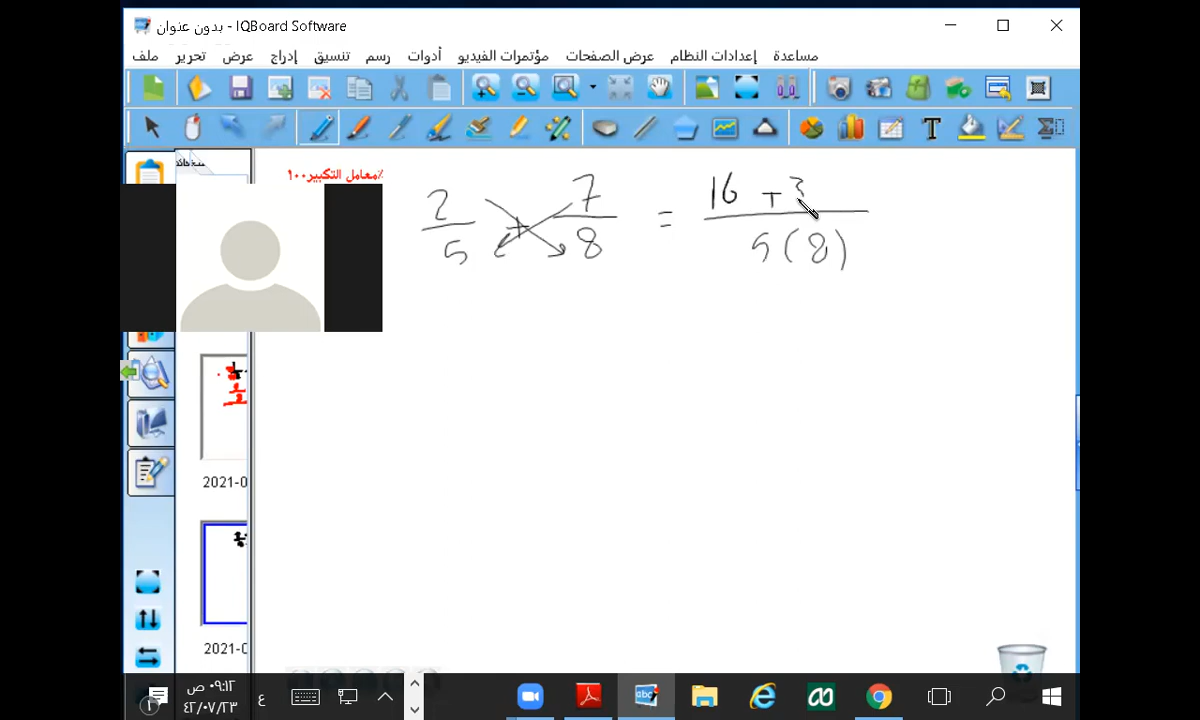 بدون عنوان - IQBoard Software
ملف تحرير عرض إدراج تنسيق رسم أدوات مؤتمرات الفيديو عرض الصفحات إعدادات النظام مساعدة
معامل التكبير١٠٠٪
2/5 + 7/8 = 16 + 3 / 5(8)
2021-0
2021-0
ع
٠٩:١٢ ص
٤٢/٠٧/٢٣